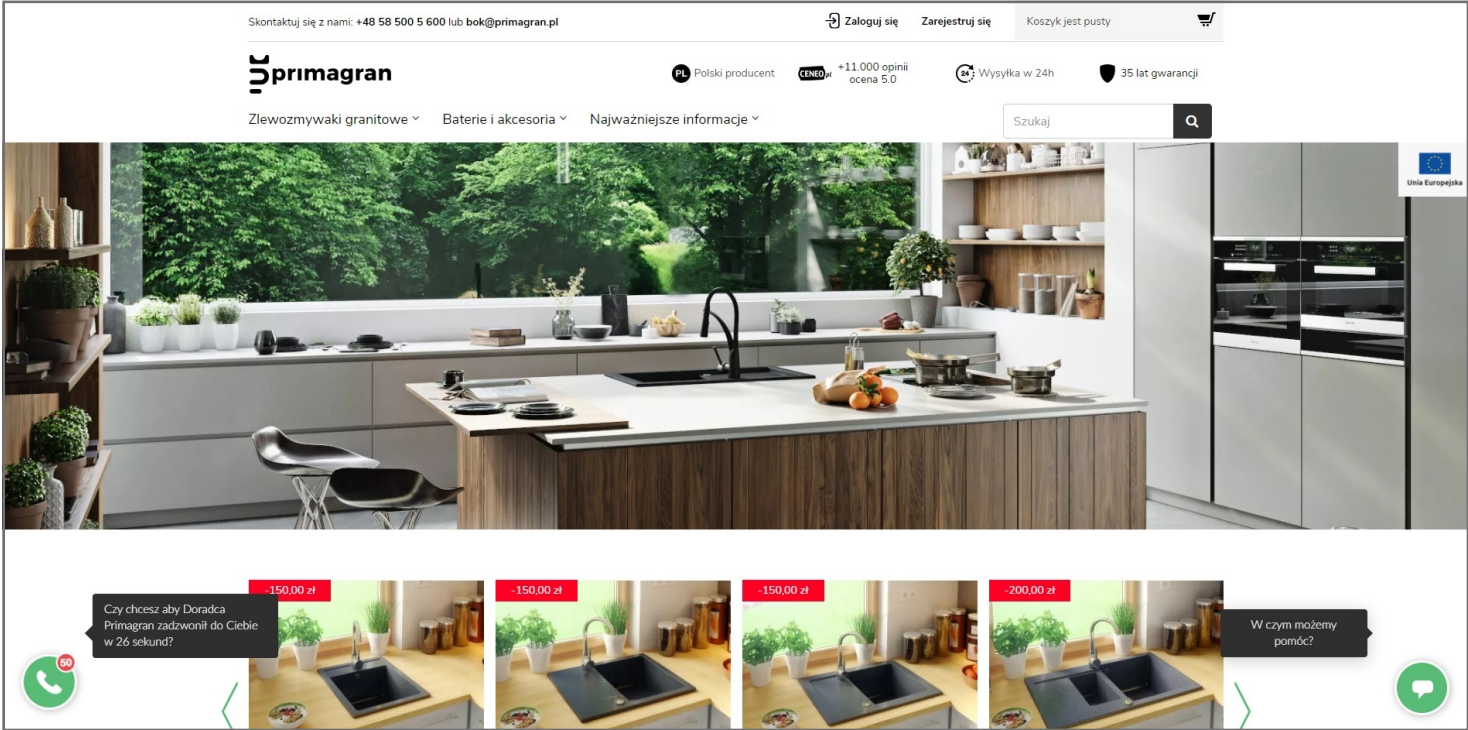 Skontaktuj się z nami: +48 58 500 5 600 lub bok@primagran.pl
Zaloguj się
Zarejestruj się
Koszyk jest pusty
primagran
PL Polski producent
CENEO.pl
+11.000 opinii
ocena 5.0
24 Wysyłka w 24h
35 lat gwarancji
Zlewozmywaki granitowe
Baterie i akcesoria
Najważniejsze informacje
Szukaj
Unia Europejska
-150,00 zł
-150,00 zł
-150,00 zł
-200,00 zł
Czy chcesz aby Doradca
Primagran zadzwonił do Ciebie
w 26 sekund?
50
W czym możemy
pomóc?